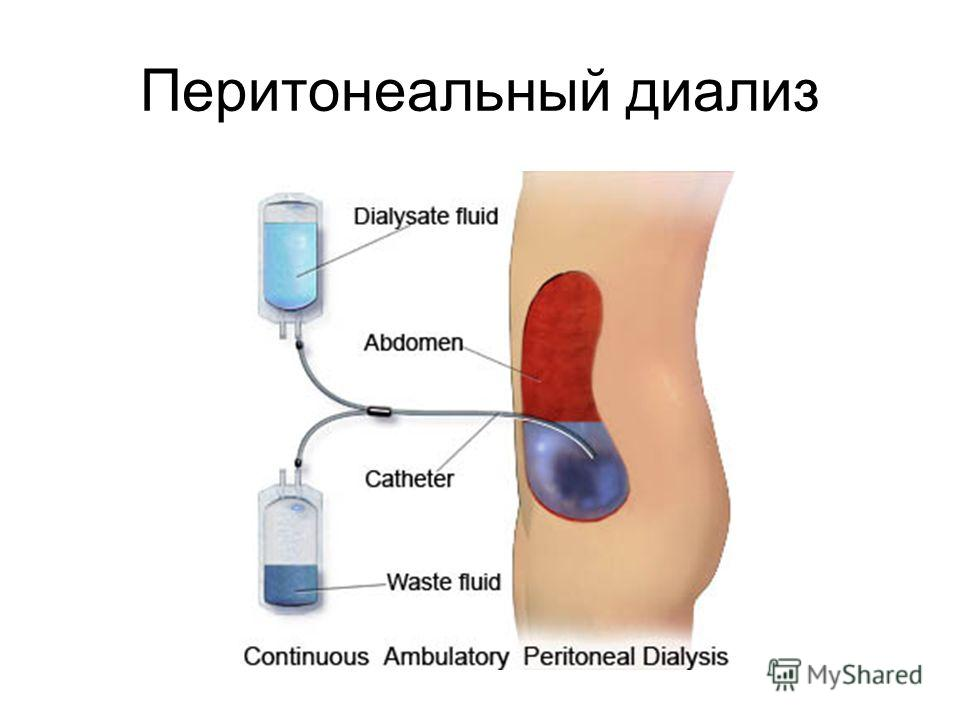 Перитонеальный диализ
Dialysate fluid
Abdomen
Catheter
Waste fluid
Continuous Ambulatory Peritoneal Dialysis
MyShared